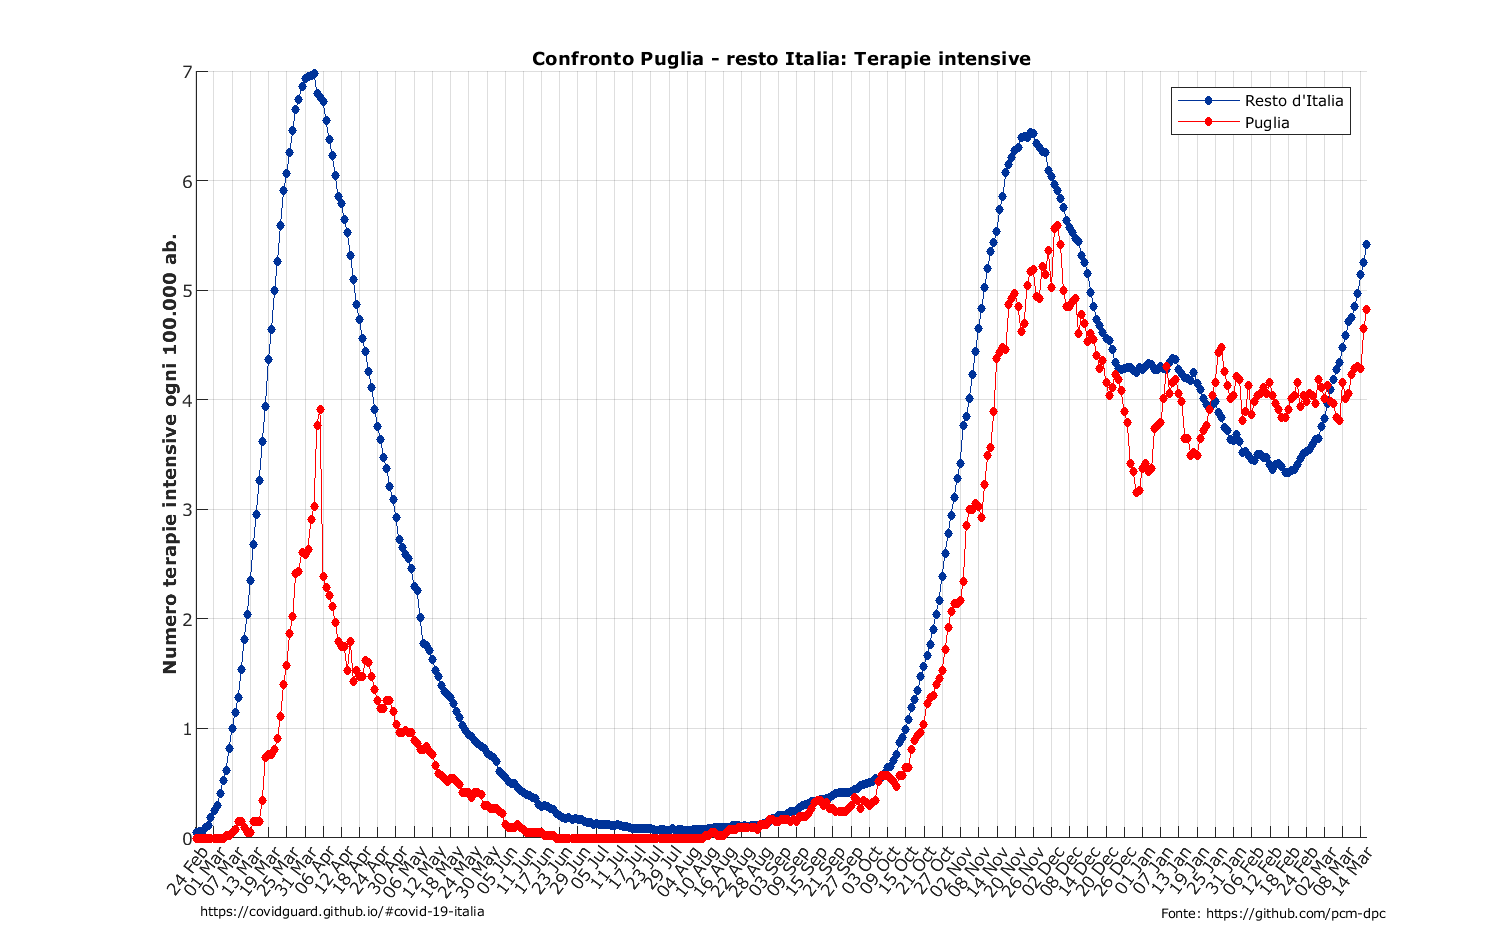 Confronto Puglia - resto Italia: Terapie intensive
Resto d'Italia
Puglia
Numero terapie intensive ogni 100.000 ab.
7
6
5
4
3
2
1
0
24 Feb
01 Mar
07 Mar
13 Mar
19 Mar
25 Mar
31 Mar
06 Apr
12 Apr
18 Apr
24 Apr
30 Apr
06 May
12 May
18 May
24 May
30 May
05 Jun
11 Jun
17 Jun
23 Jun
29 Jun
05 Jul
11 Jul
17 Jul
23 Jul
29 Jul
04 Aug
10 Aug
16 Aug
22 Aug
28 Aug
03 Sep
09 Sep
15 Sep
21 Sep
27 Sep
03 Oct
09 Oct
15 Oct
21 Oct
27 Oct
02 Nov
08 Nov
14 Nov
20 Nov
26 Nov
02 Dec
08 Dec
14 Dec
20 Dec
26 Dec
01 Jan
07 Jan
13 Jan
19 Jan
25 Jan
31 Jan
06 Feb
12 Feb
18 Feb
24 Feb
02 Mar
08 Mar
14 Mar
https://covidguard.github.io/#covid-19-italia
Fonte: https://github.com/pcm-dpc